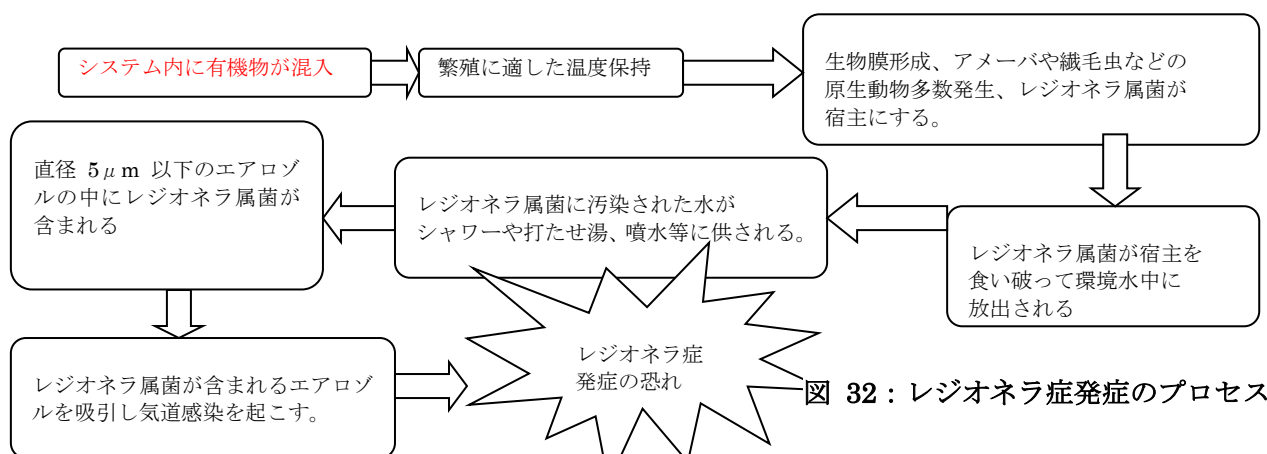 システム内に有機物が混入
繁殖に適した温度保持
生物膜形成、アメーバや繊毛虫などの
原生動物多数発生、レジオネラ属菌が
宿主にする。
レジオネラ属菌が宿主を
食い破って環境水中に
放出される
レジオネラ属菌に汚染された水が
シャワーや打たせ湯、噴水等に供される。
直径 5μm 以下のエアロゾ
ルの中にレジオネラ属菌が
含まれる
レジオネラ属菌が含まれるエアロゾ
ルを吸引し気道感染を起こす。
レジオネラ症
発症の恐れ
図 32：レジオネラ症発症のプロセス